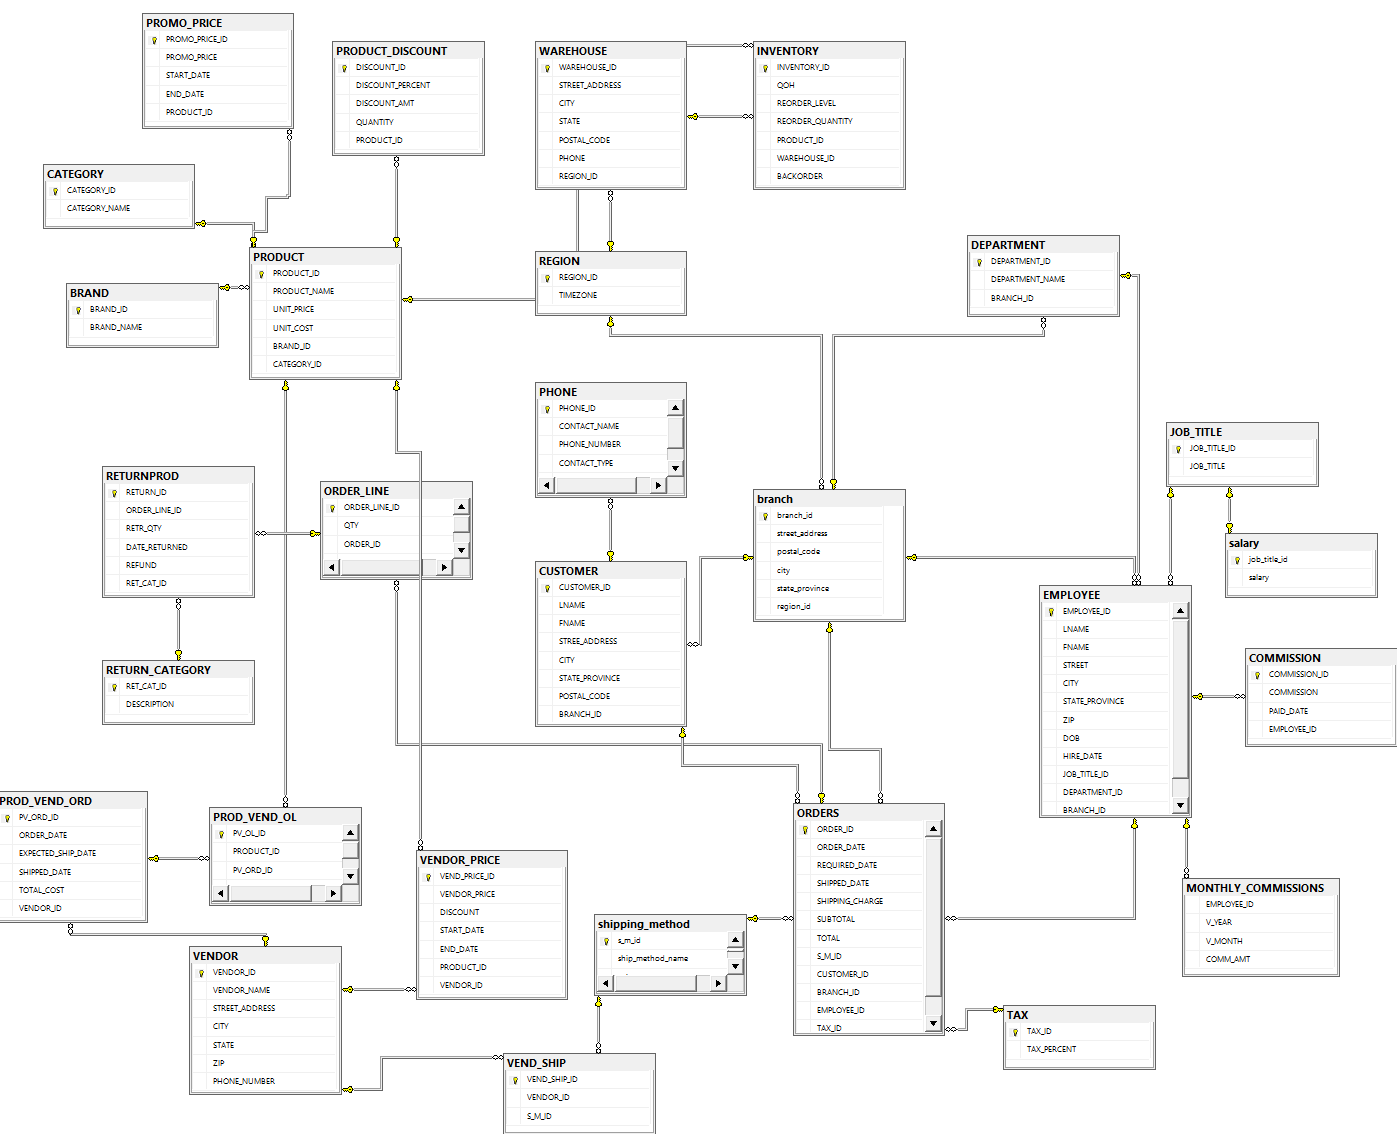 PROMO_PRICE
PROMO_PRICE_ID
PROMO_PRICE
START_DATE
END_DATE
PRODUCT_ID
PRODUCT_DISCOUNT
DISCOUNT_ID
DISCOUNT_PERCENT
DISCOUNT_AMT
QUANTITY
PRODUCT_ID
WAREHOUSE
WAREHOUSE_ID
STREET_ADDRESS
CITY
STATE
POSTAL_CODE
PHONE
REGION_ID
INVENTORY
INVENTORY_ID
QOH
REORDER_LEVEL
REORDER_QUANTITY
PRODUCT_ID
WAREHOUSE_ID
BACKORDER
CATEGORY
CATEGORY_ID
CATEGORY_NAME
PRODUCT
PRODUCT_ID
PRODUCT_NAME
UNIT_PRICE
UNIT_COST
BRAND_ID
CATEGORY_ID
REGION
REGION_ID
TIMEZONE
DEPARTMENT
DEPARTMENT_ID
DEPARTMENT_NAME
BRANCH_ID
BRAND
BRAND_ID
BRAND_NAME
PHONE
PHONE_ID
CONTACT_NAME
PHONE_NUMBER
CONTACT_TYPE
JOB_TITLE
JOB_TITLE_ID
JOB_TITLE
RETURNPROD
RETURN_ID
ORDER_LINE_ID
RETR_QTY
DATE_RETURNED
REFUND
RET_CAT_ID
ORDER_LINE
ORDER_LINE_ID
QTY
ORDER_ID
branch
branch_id
street_address
postal_code
city
state_province
region_id
salary
job_title_id
salary
CUSTOMER
CUSTOMER_ID
LNAME
FNAME
STREE_ADDRESS
CITY
STATE_PROVINCE
POSTAL_CODE
BRANCH_ID
EMPLOYEE
EMPLOYEE_ID
LNAME
FNAME
STREET
CITY
STATE_PROVINCE
ZIP
DOB
HIRE_DATE
JOB_TITLE_ID
DEPARTMENT_ID
BRANCH_ID
COMMISSION
COMMISSION_ID
COMMISSION
PAID_DATE
EMPLOYEE_ID
RETURN_CATEGORY
RET_CAT_ID
DESCRIPTION
PROD_VEND_ORD
PV_ORD_ID
ORDER_DATE
EXPECTED_SHIP_DATE
SHIPPED_DATE
TOTAL_COST
VENDOR_ID
PROD_VEND_OL
PV_OL_ID
PRODUCT_ID
PV_ORD_ID
ORDERS
ORDER_ID
ORDER_DATE
REQUIRED_DATE
SHIPPED_DATE
SHIPPING_CHARGE
SUBTOTAL
TOTAL
S_M_ID
CUSTOMER_ID
BRANCH_ID
EMPLOYEE_ID
TAX_ID
VENDOR_PRICE
VEND_PRICE_ID
VENDOR_PRICE
DISCOUNT
START_DATE
END_DATE
PRODUCT_ID
VENDOR_ID
MONTHLY_COMMISSIONS
EMPLOYEE_ID
V_YEAR
V_MONTH
COMM_AMT
shipping_method
s_m_id
ship_method_name
VENDOR
VENDOR_ID
VENDOR_NAME
STREET_ADDRESS
CITY
STATE
ZIP
PHONE_NUMBER
TAX
TAX_ID
TAX_PERCENT
VEND_SHIP
VEND_SHIP_ID
VENDOR_ID
S_M_ID